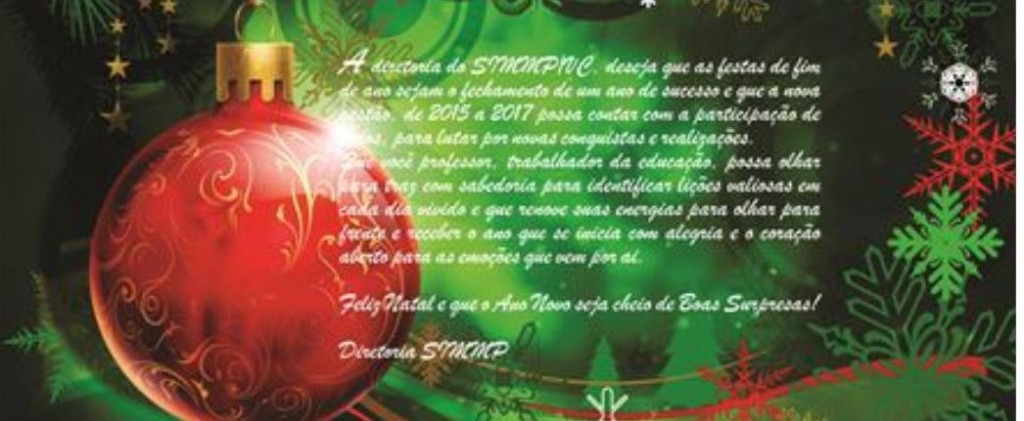 A diretoria do SIMMP/VC, deseja que as festas de fim
de ano sejam o fechamento de um ano de sucesso e que a nova
gestão, de 2015 a 2017 possa contar com a participação de
todos, para lutar por novas conquistas e realizações.
Que você professor, trabalhador da educação, possa olhar
para traz com sabedoria para identificar lições valiosas em
cada dia vivido e que renove suas energias para olhar para
frente e receber o ano que se inicia com alegria e o coração
aberto para as emoções que vem por aí.
Feliz Natal e que o Ano Novo seja cheio de Boas Surpresas!
Diretoria SIMMP